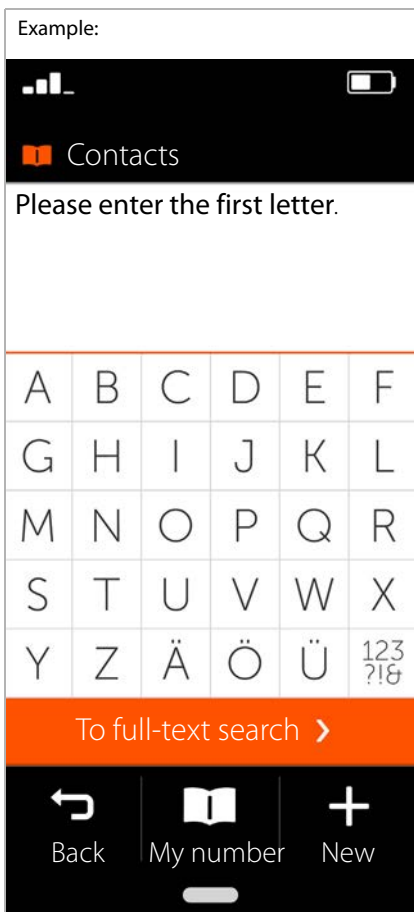 Example:
Contacts
Please enter the first letter.
A B C D E F
G H I J K L
M N O P Q R
S T U V W X
Y Z Ä Ö Ü 123
?!&
To full-text search
Back My number New